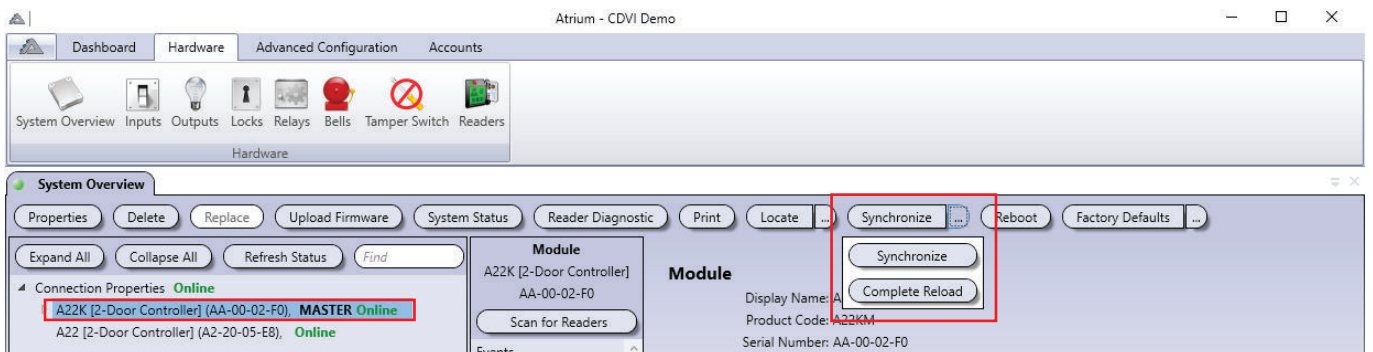 Atrium - CDVI Demo
Dashboard Hardware Advanced Configuration Accounts
System Overview Inputs Outputs Locks Relays Bells Tamper Switch Readers
Hardware
System Overview
Properties Delete Replace Upload Firmware System Status Reader Diagnostic Print Locate ... Synchronize ... Reboot Factory Defaults ...
Expand All Collapse All Refresh Status Find
Module
Synchronize
A22K [2-Door Controller]
Module
Connection Properties Online
AA-00-02-F0
Display Name: A
Complete Reload
A22K [2-Door Controller] (AA-00-02-F0), MASTER Online
Scan for Readers
Product Code: A22KM
A22 [2-Door Controller] (A2-20-05-E8), Online
Serial Number: AA-00-02-F0
Events